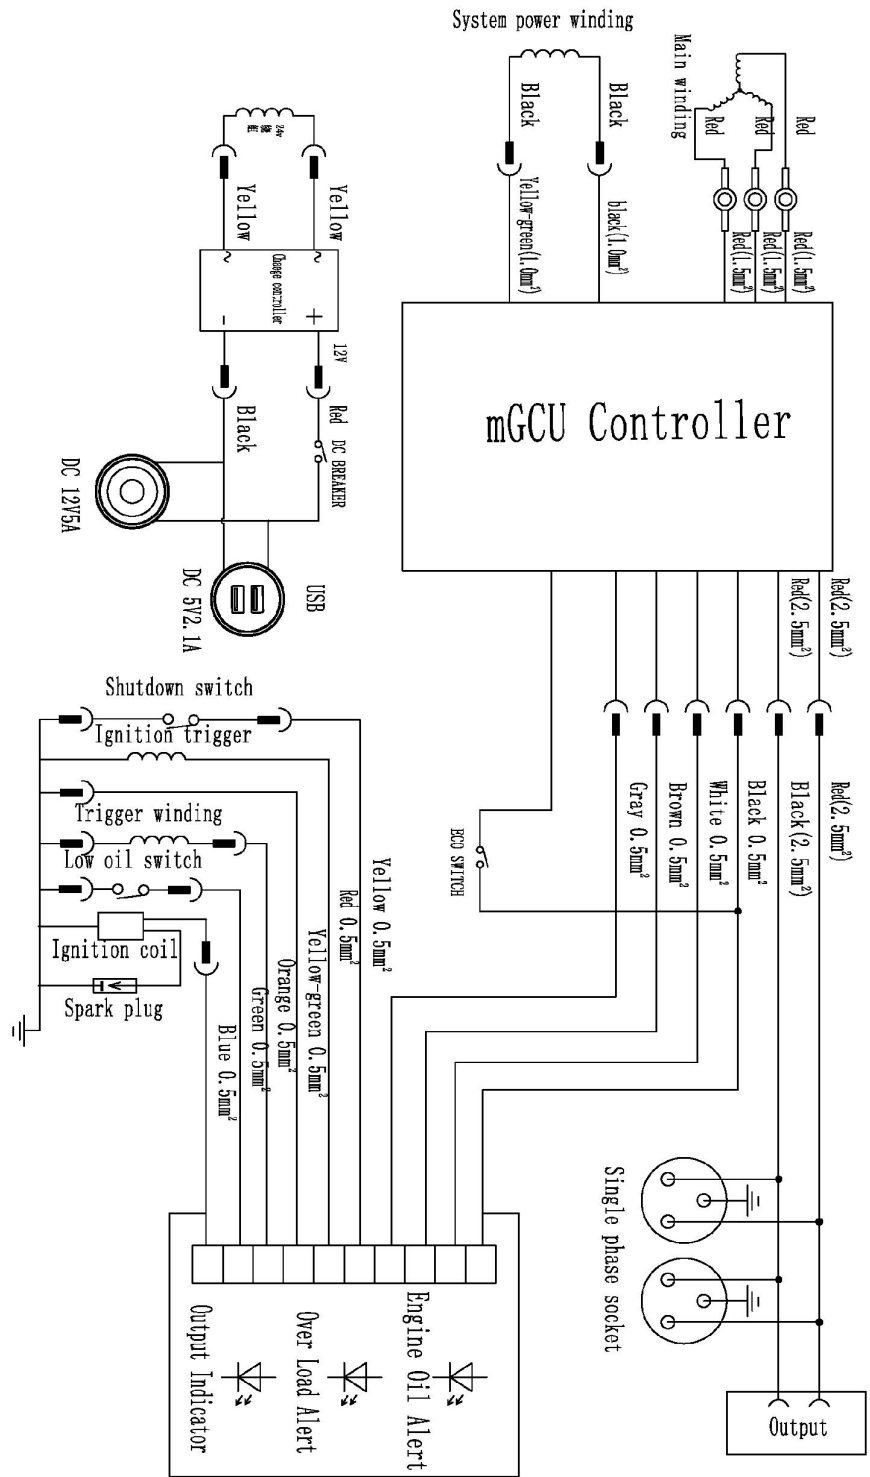 System power winding
Main winding
Black
Black
Red
Red
Red
24v
Yellow
Yellow
Yellow-green(1.0mm²)
black(1.0mm²)
Red(1.5mm²)
Red(1.5mm²)
Red(1.5mm²)
~
~
Change controller
-
+
12V
mGCU Controller
Black
Red
DC BREAKER
DC 12V5A
USB
DC 5V2.1A
Red(2.5mm²)
Red(2.5mm²)
Shutdown switch
Ignition trigger
Trigger winding
Low oil switch
Ignition coil
Spark plug
ECO SWITCH
Gray 0.5mm²
Brown 0.5mm²
White 0.5mm²
Black 0.5mm²
Black(2.5mm²)
Red(2.5mm²)
Yellow 0.5mm²
Red 0.5mm²
Yellow-green 0.5mm²
Orange 0.5mm²
Green 0.5mm²
Blue 0.5mm²
Single phase socket
Output Indicator
Over Load Alert
Engine Oil Alert
Output